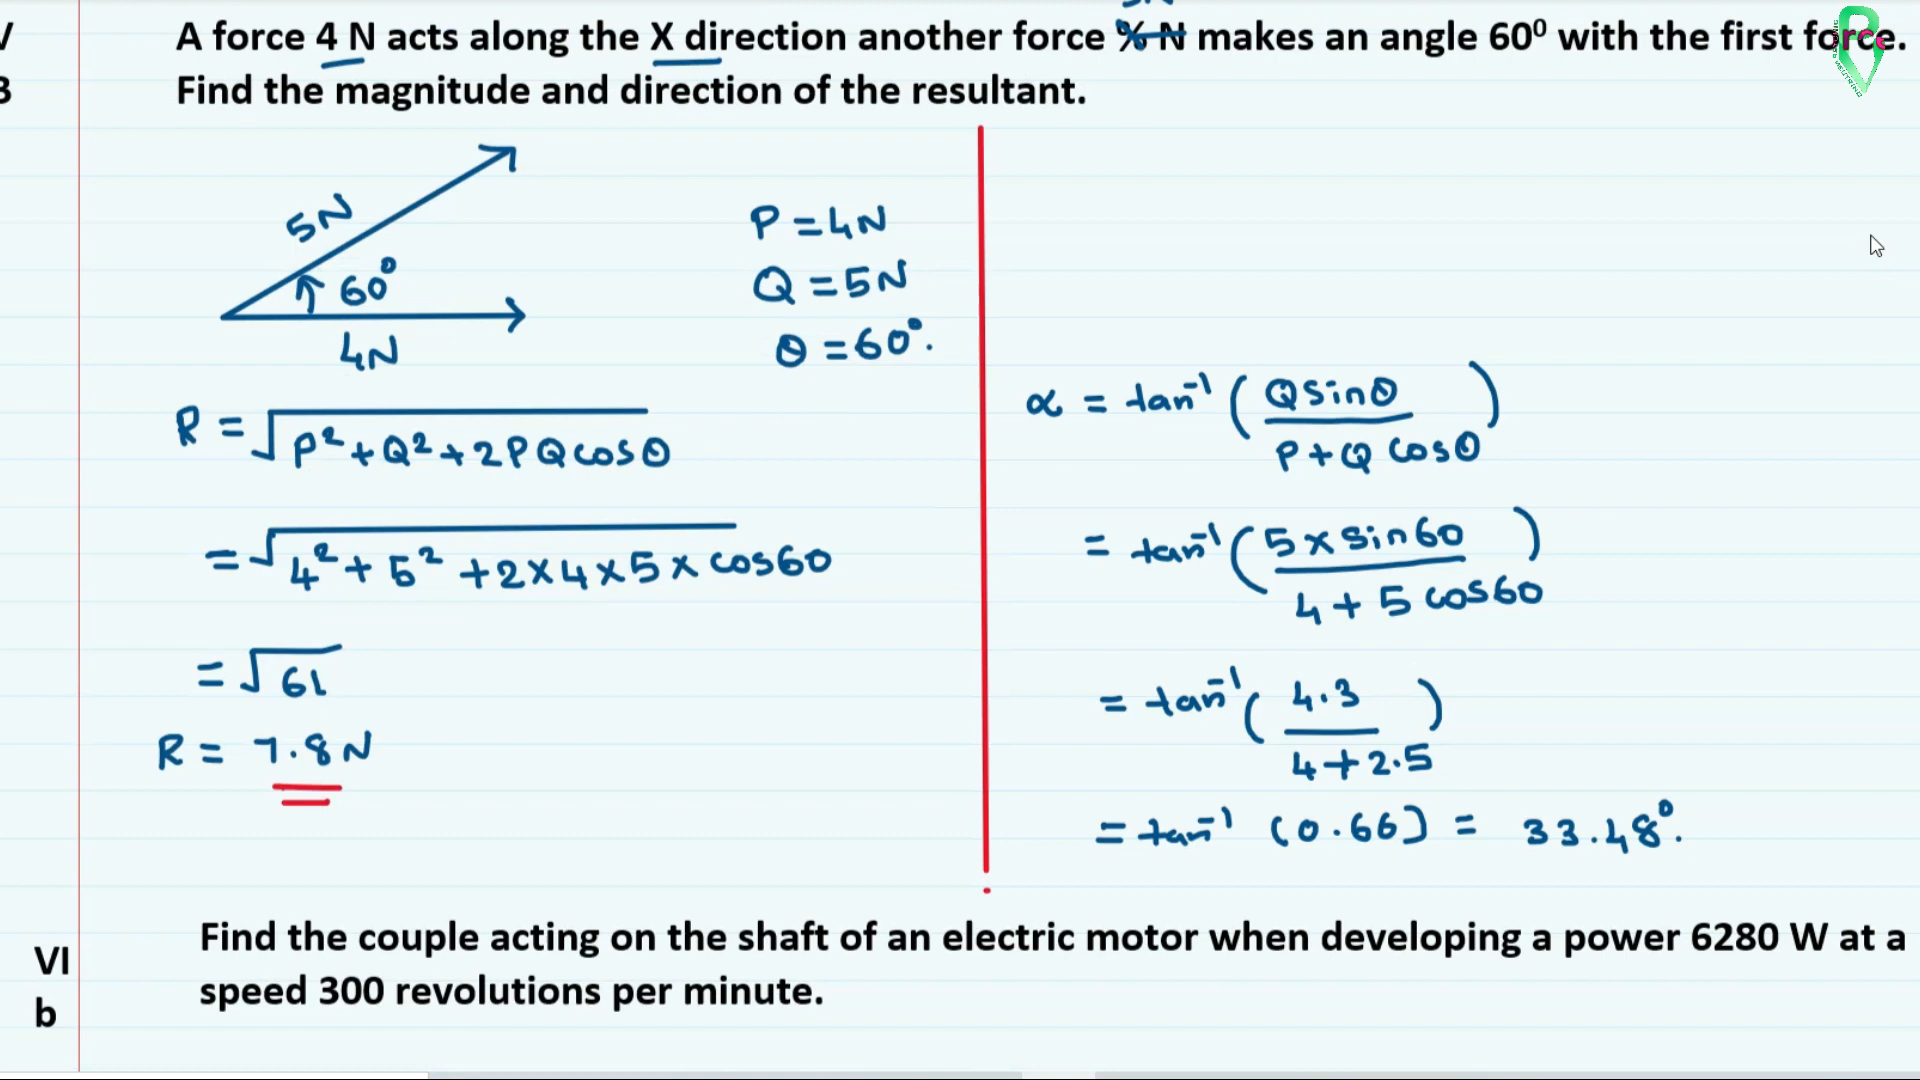 A force 4 N acts along the X direction another force X N makes an angle 60⁰ with the first force.
Find the magnitude and direction of the resultant.
5N
60°
4N
P = 4N
Q = 5N
θ = 60°.
R = √P² + Q² + 2PQ cosθ
= √4² + 5² + 2 × 4 × 5 × cos60
= √61
R = 7.8 N
α = tan⁻¹ ( Qsinθ / P + Q cosθ )
= tan⁻¹ ( 5 × sin60 / 4 + 5 cos60 )
= tan⁻¹ ( 4.3 / 4 + 2.5 )
= tan⁻¹ (0.66) = 33.48°.
VI
b
Find the couple acting on the shaft of an electric motor when developing a power 6280 W at a
speed 300 revolutions per minute.